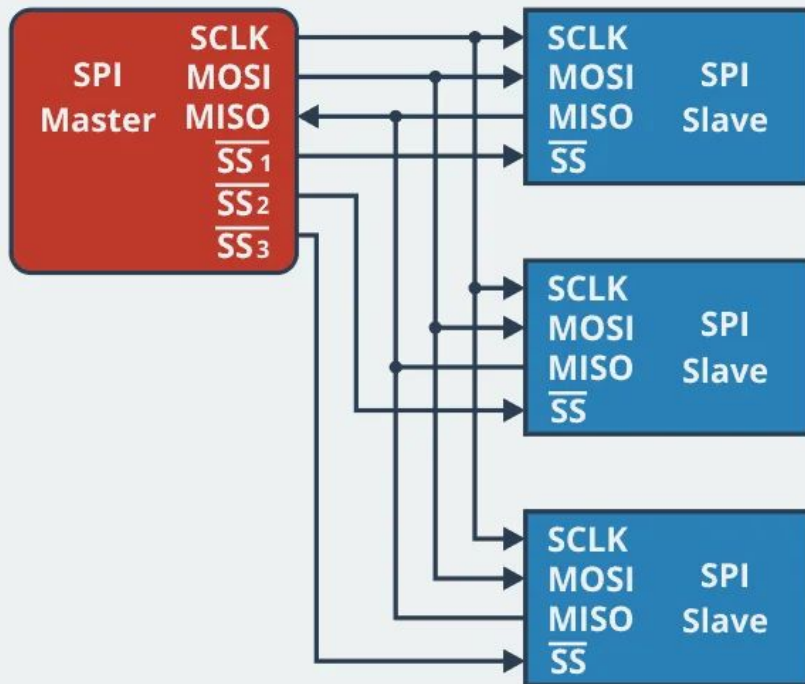 SPI
Master
SCLK
MOSI
MISO
SS1
SS2
SS3
SCLK
MOSI
MISO
SS
SPI
Slave
SCLK
MOSI
MISO
SS
SPI
Slave
SCLK
MOSI
MISO
SS
SPI
Slave